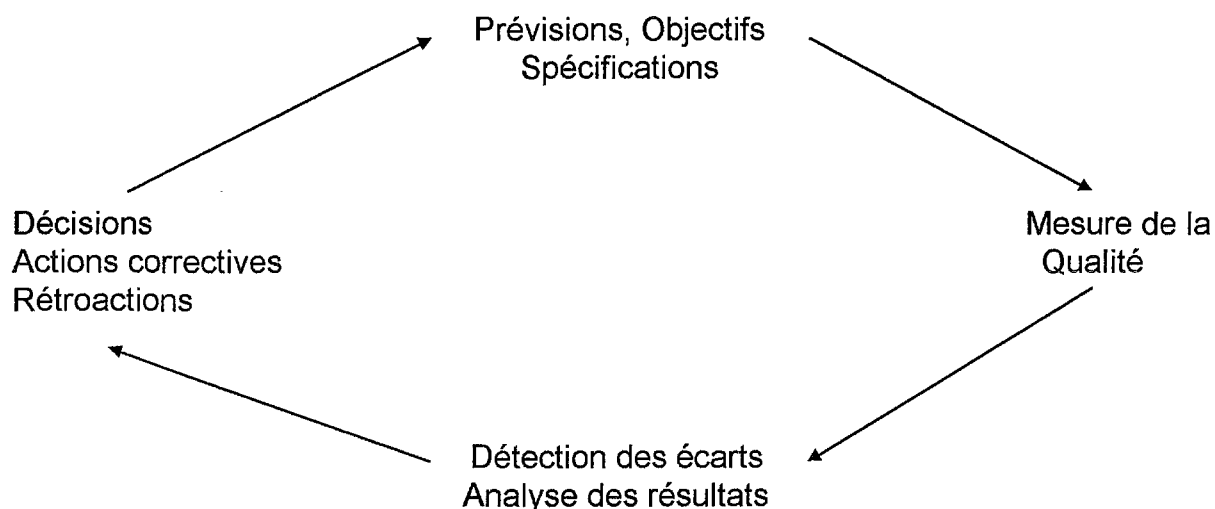 Prévisions, Objectifs
Spécifications
Décisions
Actions correctives
Rétroactions
Mesure de la
Qualité
Détection des écarts
Analyse des résultats